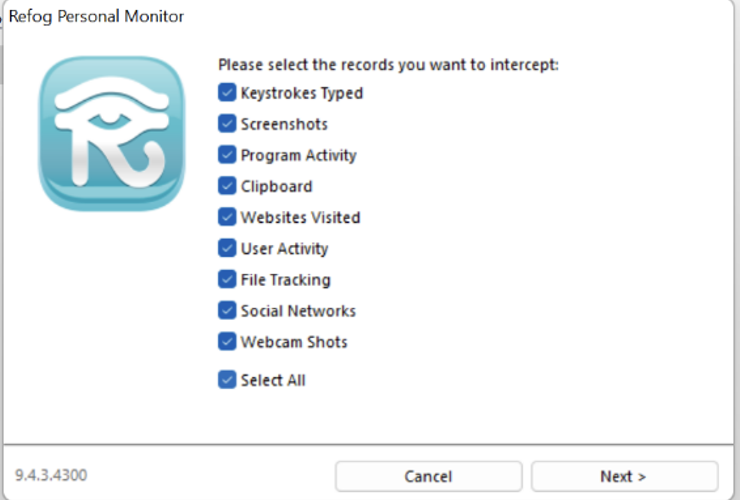 Refog Personal Monitor
Please select the records you want to intercept:
Keystrokes Typed
Screenshots
Program Activity
Clipboard
Websites Visited
User Activity
File Tracking
Social Networks
Webcam Shots
Select All
9.4.3.4300
Cancel
Next >